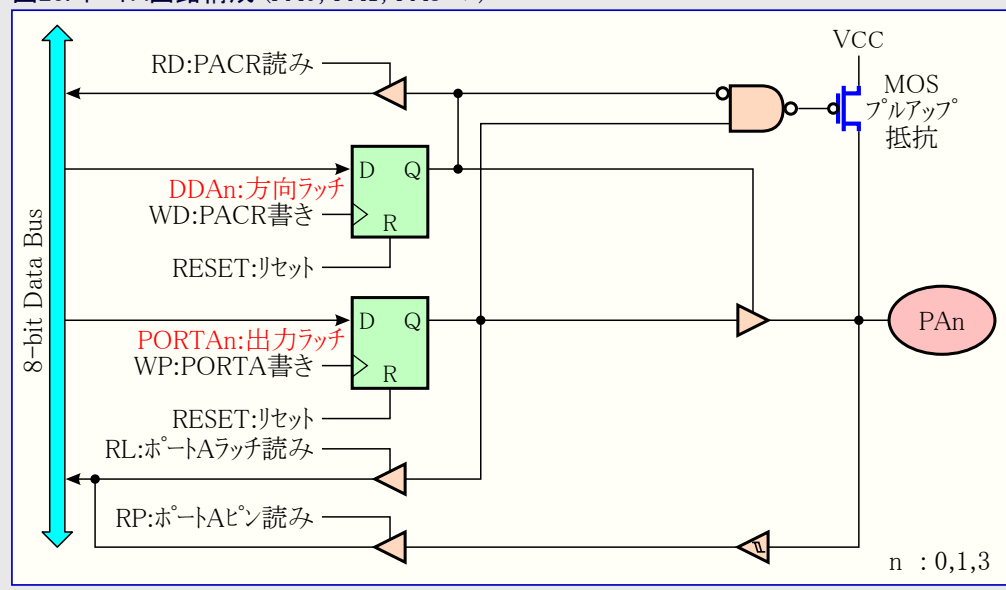 RD:PACR読み
VCC
MOS
プルアップ
抵抗
D Q
DDAn:方向ラッチ
WD:PACR書き
R
RESET:リセット
8-bit Data Bus
D Q
PORTAn:出力ラッチ
WP:PORTA書き
R
RESET:リセット
PAn
RL:ポートAラッチ読み
RP:ポートAピン読み
n : 0,1,3